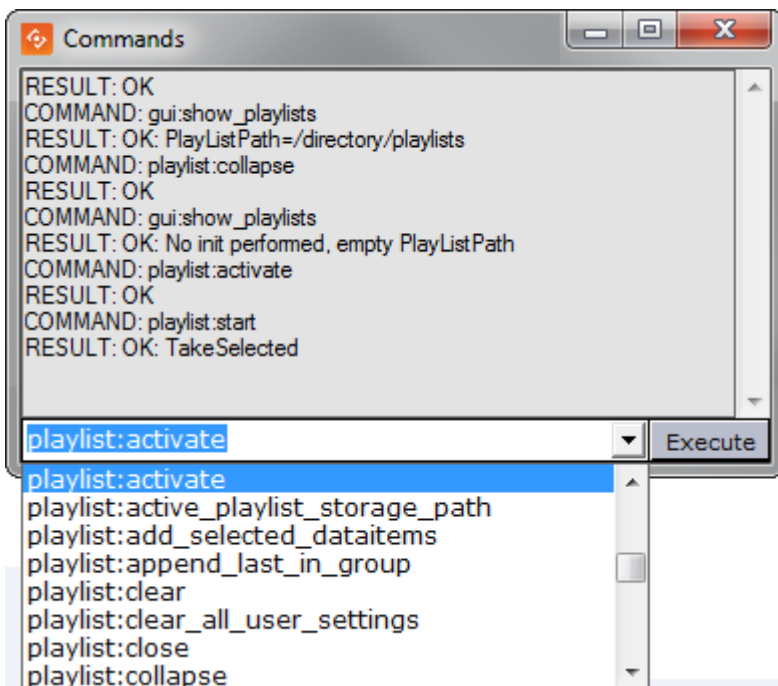 Commands
RESULT: OK
COMMAND: gui:show_playlists
RESULT: OK: PlayListPath=/directory/playlists
COMMAND: playlist:collapse
RESULT: OK
COMMAND: gui:show_playlists
RESULT: OK: No init performed, empty PlayListPath
COMMAND: playlist:activate
RESULT: OK
COMMAND: playlist:start
RESULT: OK: TakeSelected
playlist:activate Execute
playlist:activate
playlist:active_playlist_storage_path
playlist:add_selected_dataitems
playlist:append_last_in_group
playlist:clear
playlist:clear_all_user_settings
playlist:close
playlist:collapse